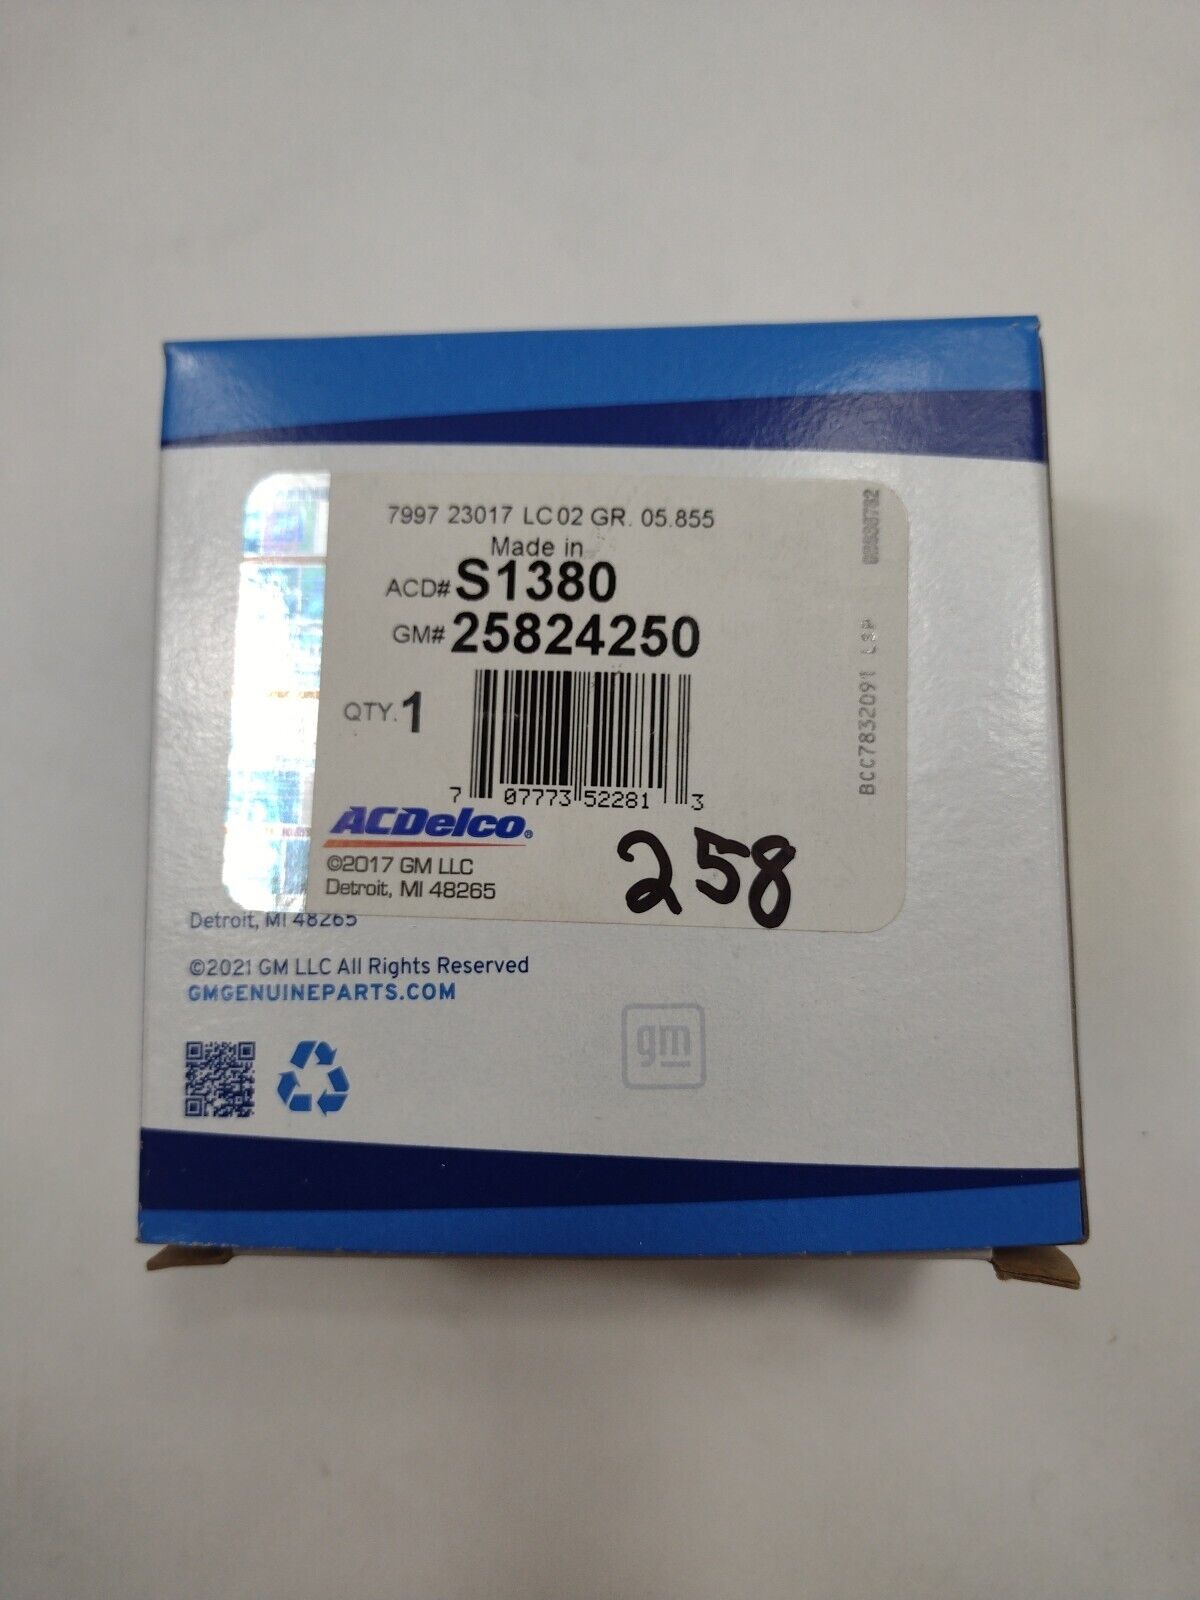 7997 23017 LC02 GR. 05.855
Made in
ACD# S1380
GM# 25824250
QTY. 1
7 07773 52281 3
ACDelco®
©2017 GM LLC
Detroit, MI 48265
258
BCC7832091 LSP
Detroit, MI 48265
©2021 GM LLC All Rights Reserved
GMGENUINEPARTS.COM
gm